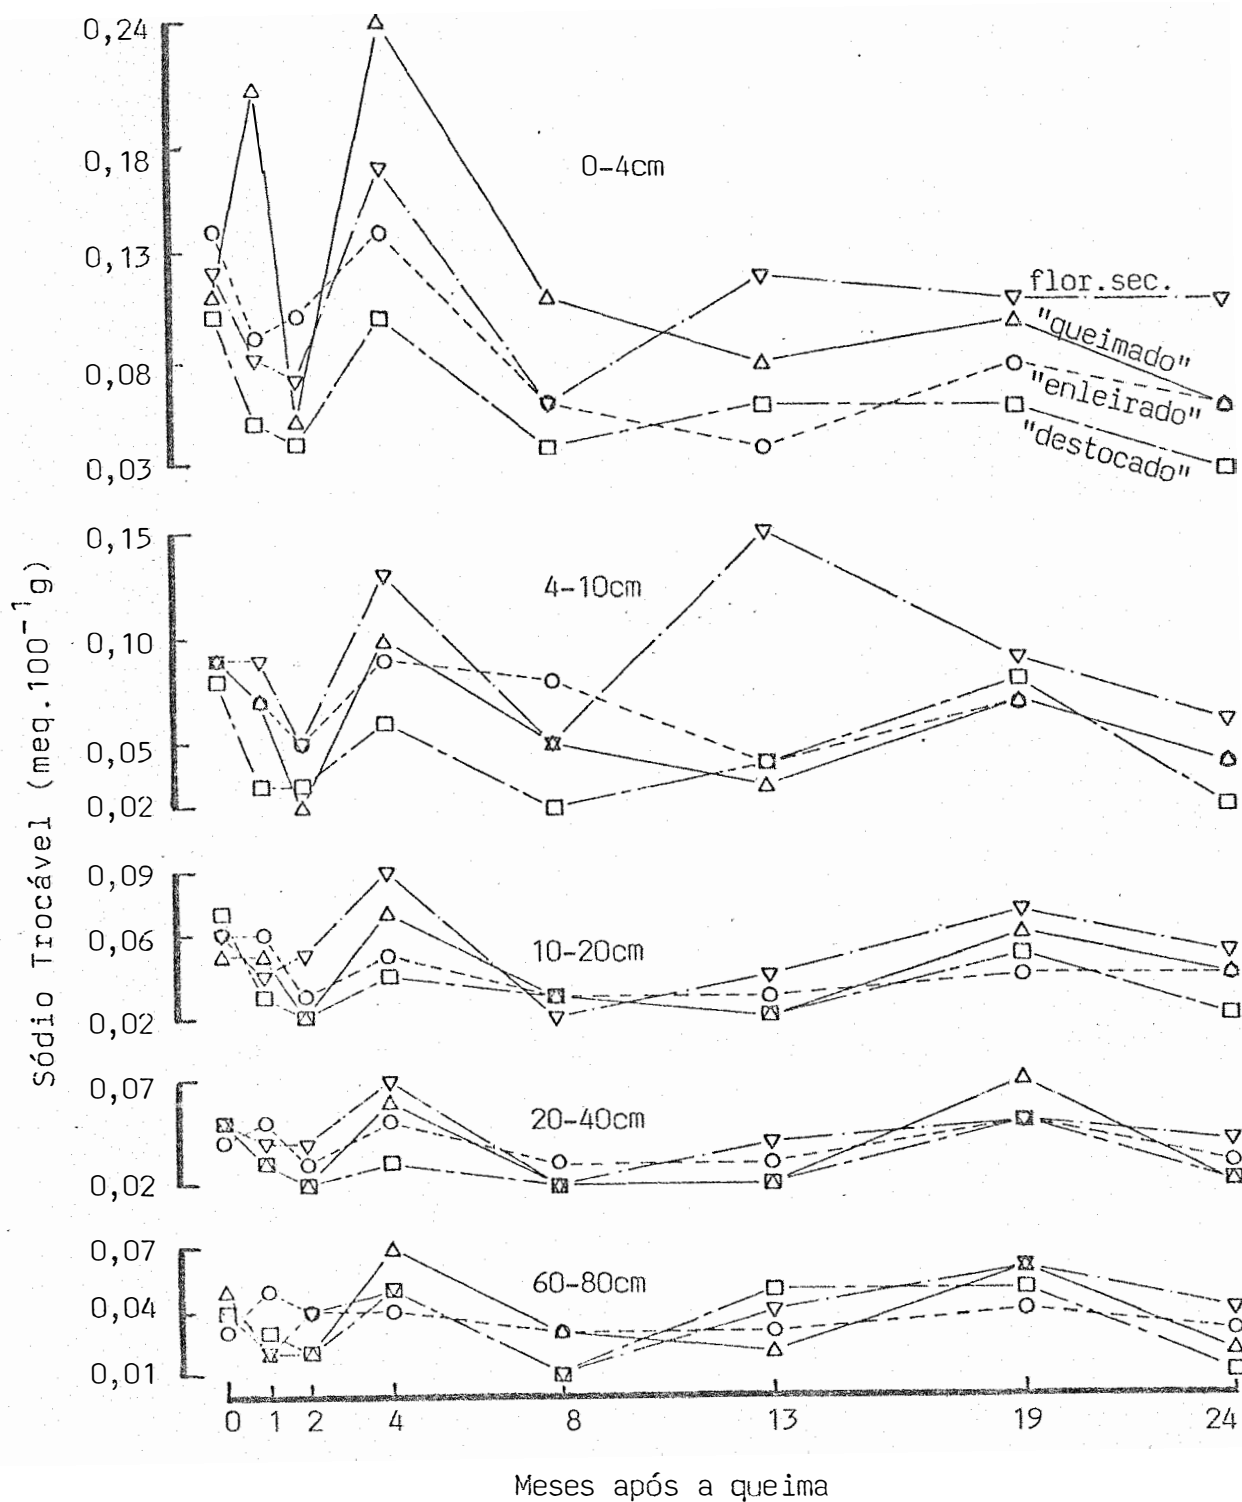 0,24
0,18
0,13
0,08
0,03
0-4cm
flor.sec.
"queimado"
"enleirado"
"destocado"
Sódio Trocável (meq.100⁻¹g)
0,15
0,10
0,05
0,02
4-10cm
0,09
0,06
0,02
10-20cm
0,07
0,02
20-40cm
0,07
0,04
0,01
60-80cm
0 1 2 4 8 13 19 24
Meses após a queima